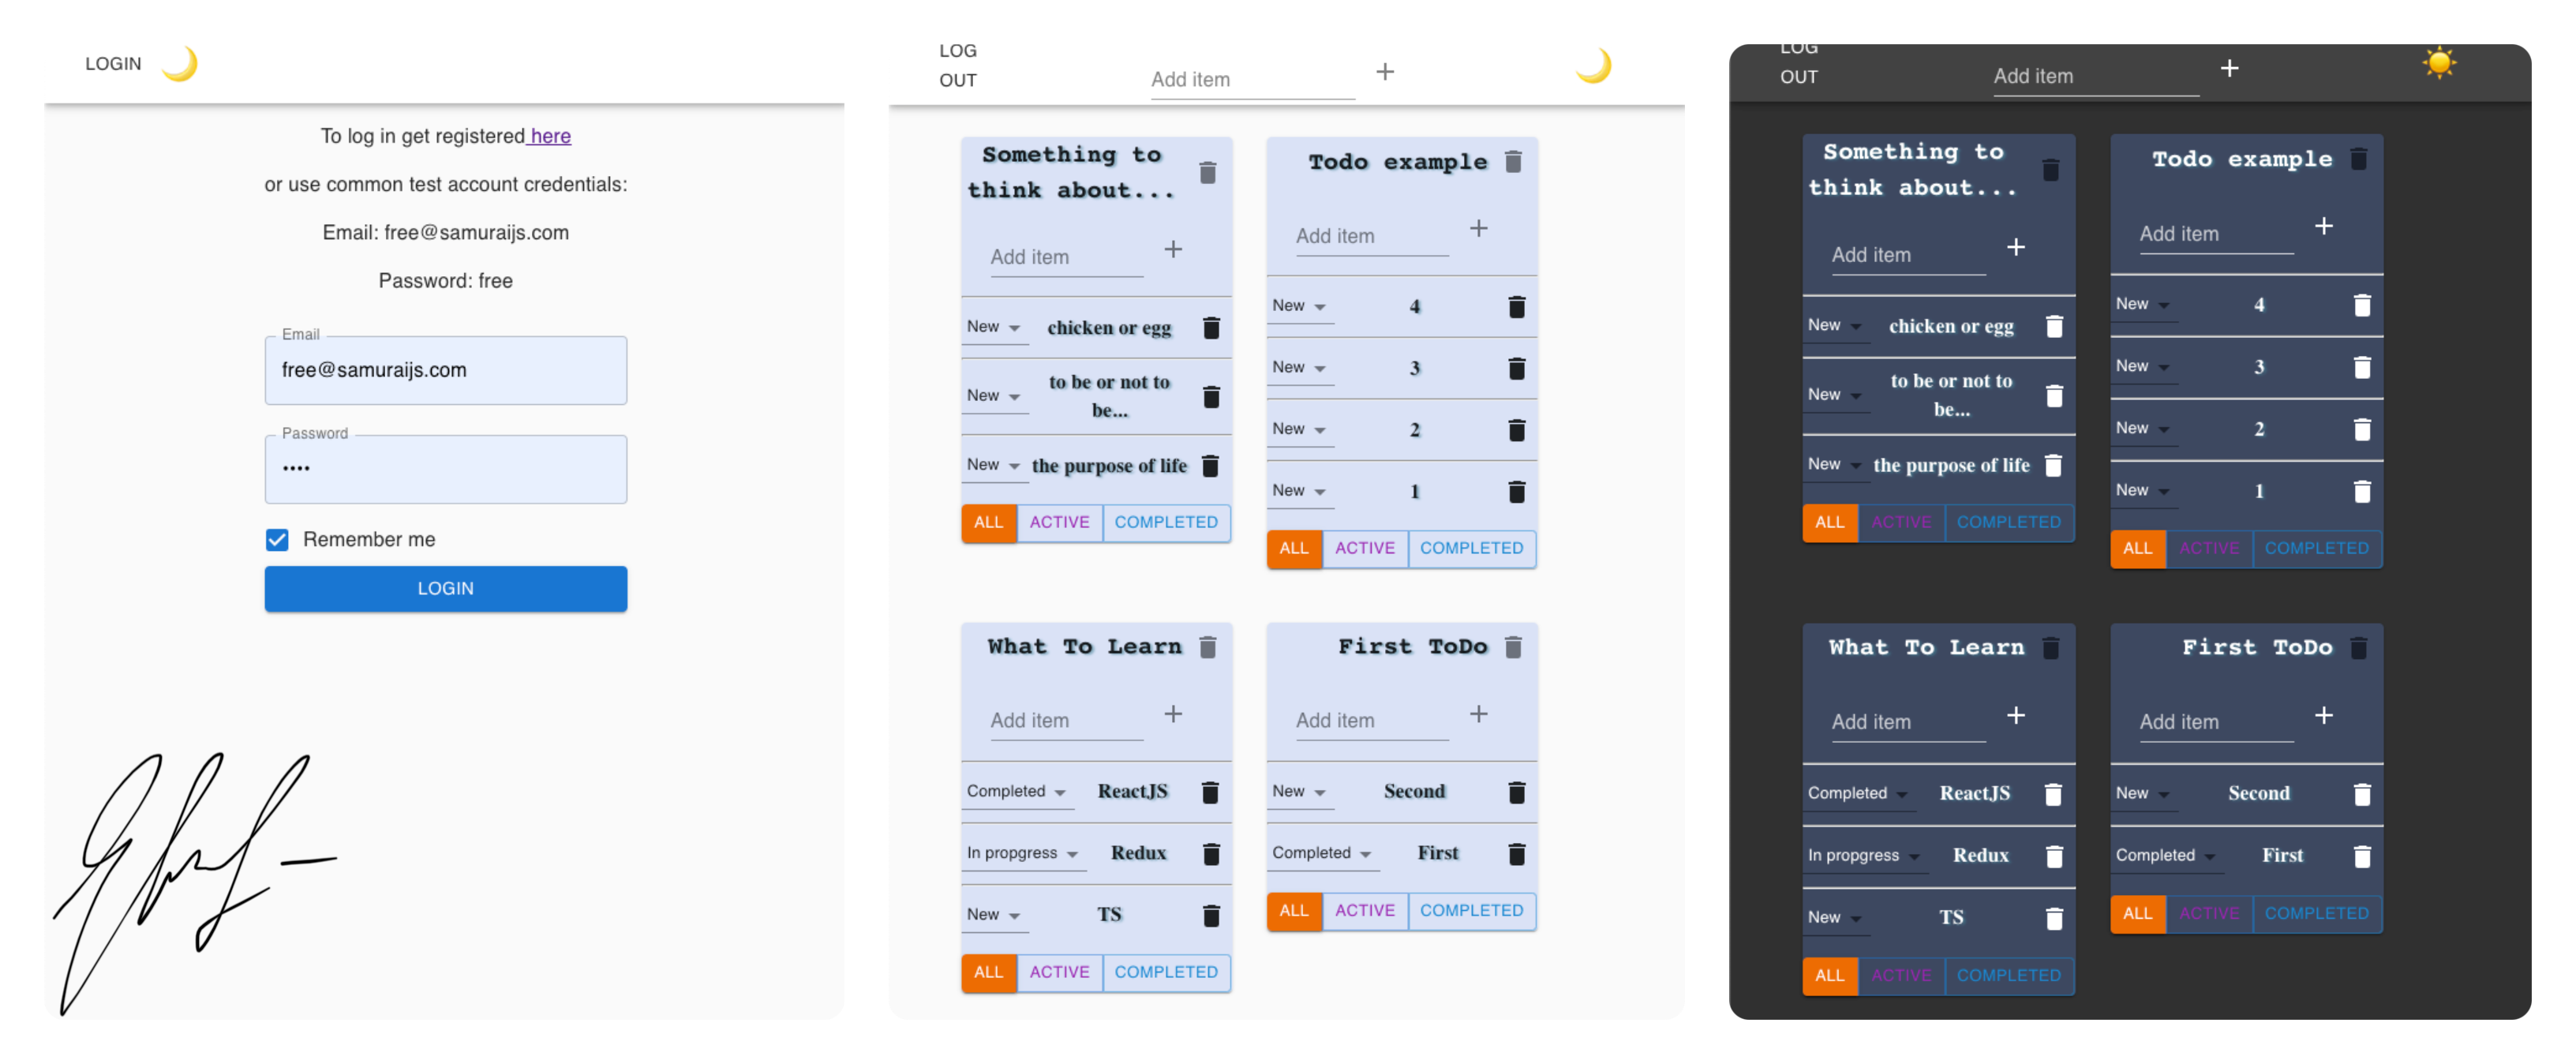 LOGIN
To log in get registered here
or use common test account credentials:
Email: free@samuraijs.com
Password: free
Email
free@samuraijs.com
Password
••••
Remember me
LOGIN
LOG
OUT
Add item
Something to
think about...
Add item
New chicken or egg
New to be or not to
be...
New the purpose of life
ALL ACTIVE COMPLETED
Todo example
Add item
New 4
New 3
New 2
New 1
ALL ACTIVE COMPLETED
What To Learn
Add item
Completed ReactJS
In propgress Redux
New TS
ALL ACTIVE COMPLETED
First ToDo
Add item
New Second
Completed First
ALL ACTIVE COMPLETED
LOG
OUT
Add item
Something to
think about...
Add item
New chicken or egg
New to be or not to
be...
New the purpose of life
ALL ACTIVE COMPLETED
Todo example
Add item
New 4
New 3
New 2
New 1
ALL ACTIVE COMPLETED
What To Learn
Add item
Completed ReactJS
In propgress Redux
New TS
ALL ACTIVE COMPLETED
First ToDo
Add item
New Second
Completed First
ALL ACTIVE COMPLETED